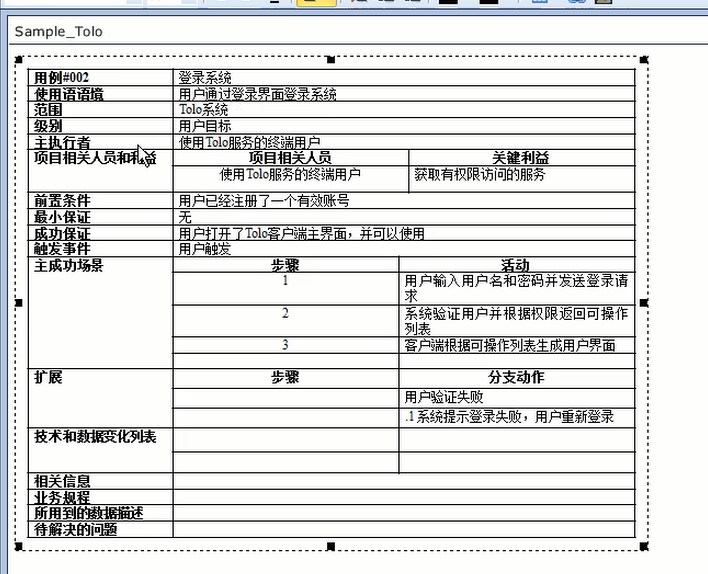 Sample_Tolo
用例#002 登录系统
使用语语境 用户通过登录界面登录系统
范围 Tolo系统
级别 用户目标
主执行者 使用Tolo服务的终端用户
项目相关人员和利益 项目相关人员 关键利益
使用Tolo服务的终端用户 获取有权限访问的服务
前置条件 用户已经注册了一个有效账号
最小保证 无
成功保证 用户打开了Tolo客户端主界面，并可以使用
触发事件 用户触发
主成功场景 步骤 活动
1 用户输入用户名和密码并发送登录请
求
2 系统验证用户并根据权限返回可操作
列表
3 客户端根据可操作列表生成用户界面
扩展 步骤 分支动作
用户验证失败
.1系统提示登录失败，用户重新登录
技术和数据变化列表
相关信息
业务规程
所用到的数据描述
待解决的问题